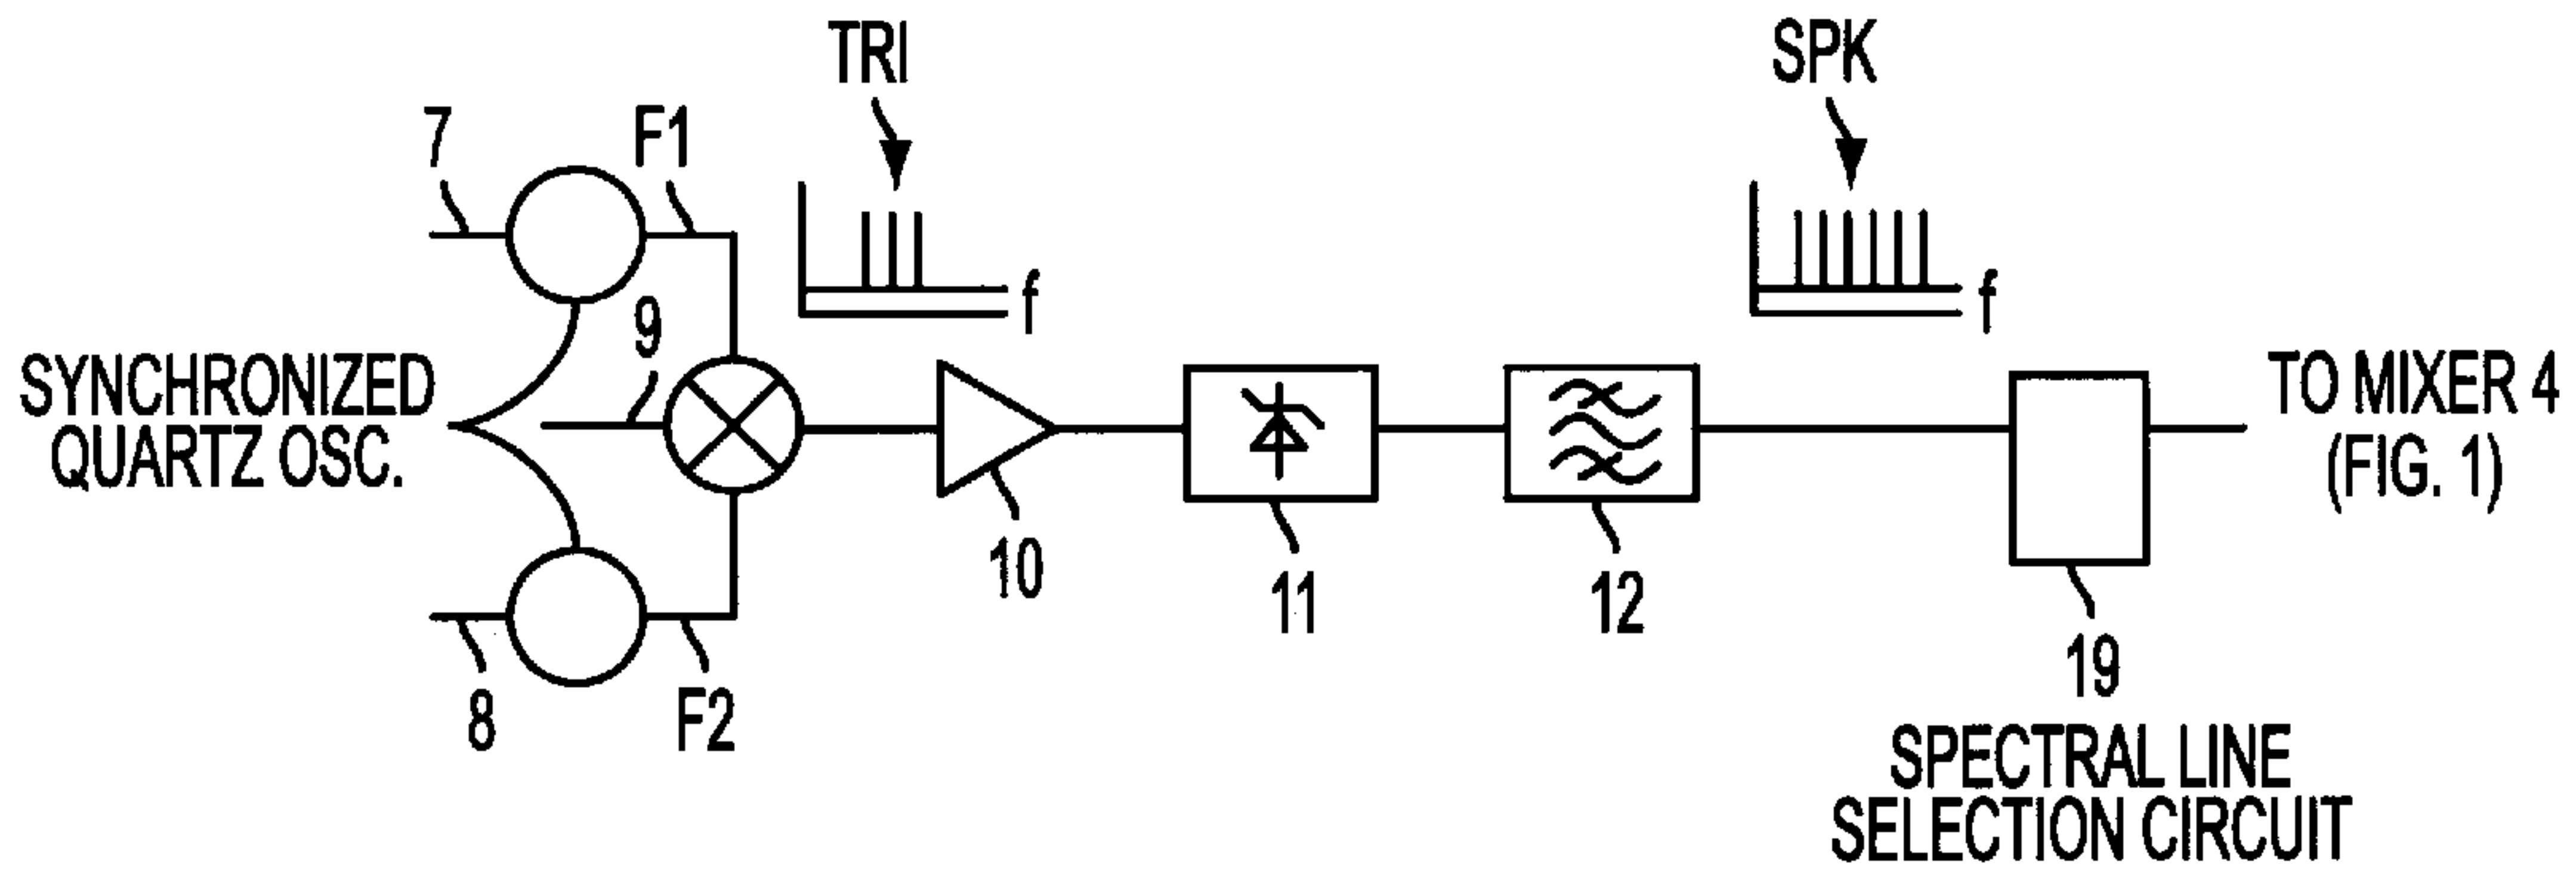 TRI
SPK
7
F1
f
f
9
SYNCHRONIZED
QUARTZ OSC.
TO MIXER 4
(FIG. 1)
10
11
12
8
F2
19
SPECTRAL LINE
SELECTION CIRCUIT